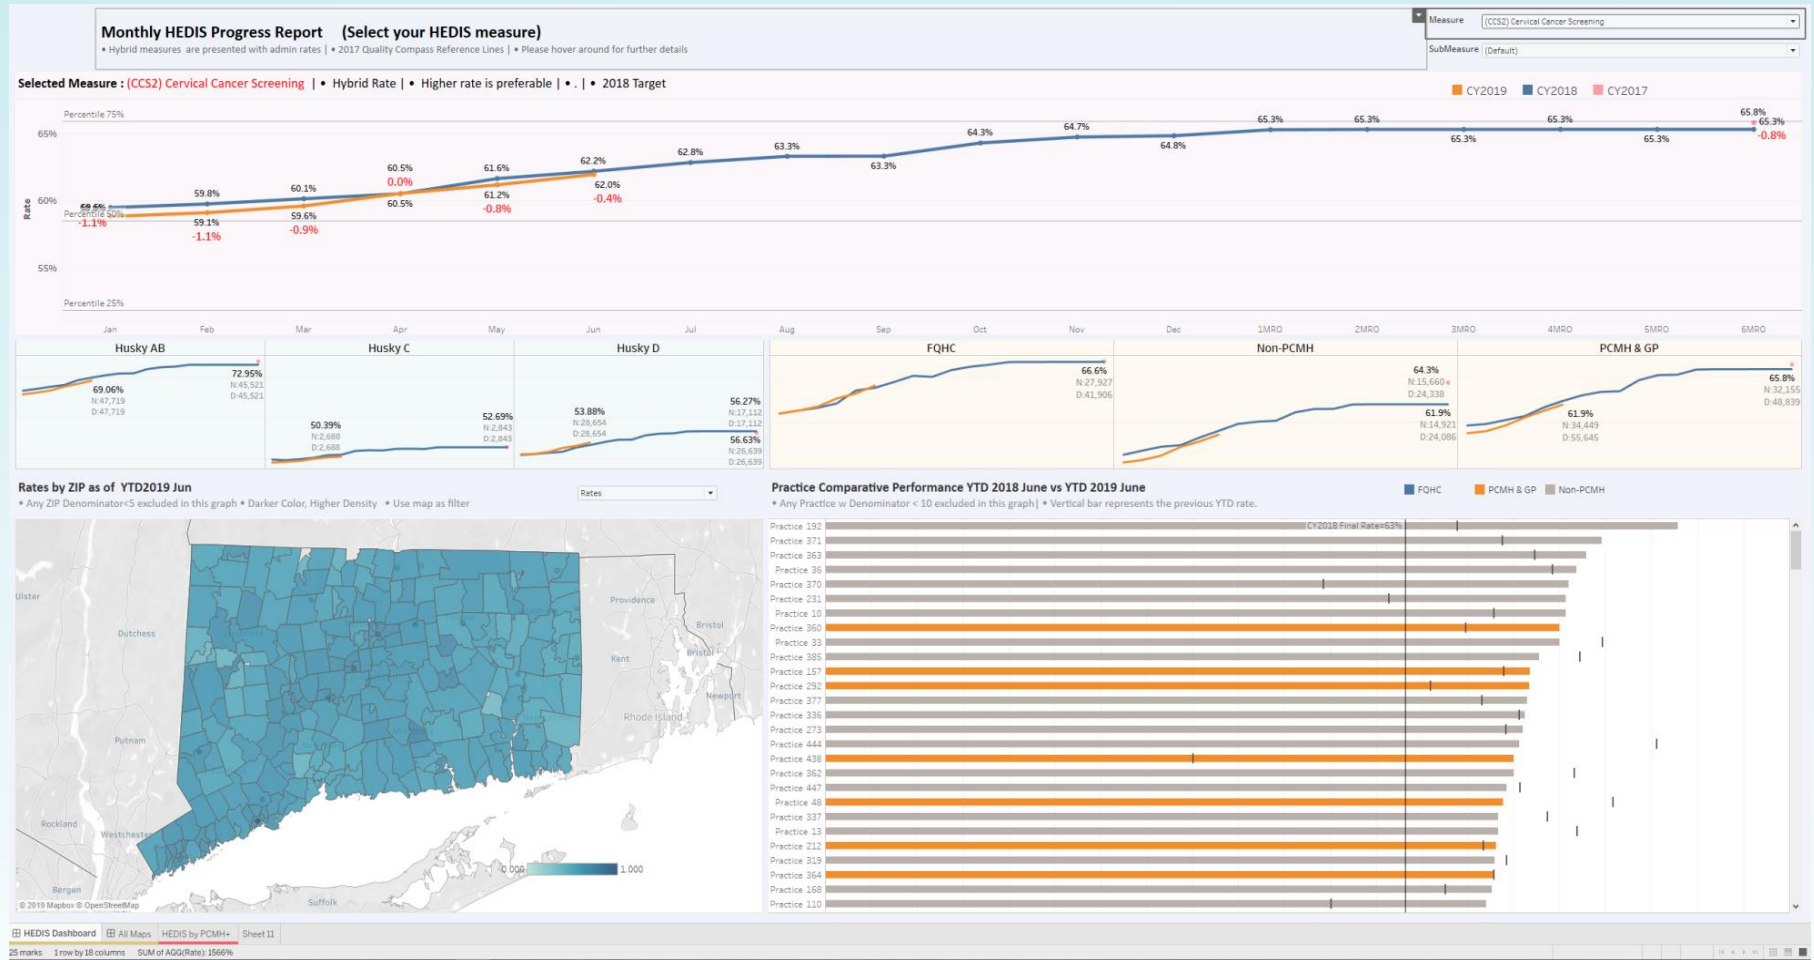 Monthly HEDIS Progress Report (Select your HEDIS measure)
• Hybrid measures are presented with admin rates | • 2017 Quality Compass Reference Lines | • Please hover around for further details
Measure (CCS2) Cervical Cancer Screening
SubMeasure (Default)
Selected Measure : (CCS2) Cervical Cancer Screening | • Hybrid Rate | • Higher rate is preferable | • . | • 2018 Target
CY2019 CY2018 CY2017
Percentile 75%
65%
60%
55%
Rate
Percentile 50%
Percentile 25%
-1.1%
59.8%
59.1%
-1.1%
60.1%
59.6%
-0.9%
60.5%
0.0%
60.5%
61.6%
61.2%
-0.8%
62.2%
62.0%
-0.4%
62.8%
63.3%
63.3%
64.3%
64.7%
64.8%
65.3%
65.3%
65.3%
65.3%
65.3%
65.8%
65.3%
-0.8%
Jan Feb Mar Apr May Jun Jul Aug Sep Oct Nov Dec 1MRO 2MRO 3MRO 4MRO 5MRO 6MRO
Husky AB Husky C Husky D FQHC Non-PCMH PCMH & GP
69.06%
N:47,719
D:47,719
72.95%
N:45,521
D:45,521
50.39%
N:2,688
D:2,688
52.69%
N:2,843
D:2,843
53.88%
N:28,654
D:28,654
56.27%
N:17,112
D:17,112
56.63%
N:26,639
D:26,639
66.6%
N:27,927
D:41,906
64.3%
N:15,660
D:24,338
61.9%
N:14,921
D:24,086
61.9%
N:34,449
D:55,645
65.8%
N:32,155
D:48,839
Rates by ZIP as of YTD2019 Jun
• Any ZIP Denominator<5 excluded in this graph • Darker Color, Higher Density • Use map as filter
Rates
Ulster
Dutchess
Putnam
Rockland
Westchester
Bergen
Suffolk
Providence
Bristol
Kent
Bristol
Newport
Rhode Island
0.000 1.000
© 2019 Mapbox © OpenStreetMap
Practice Comparative Performance YTD 2018 June vs YTD 2019 June
• Any Practice w Denominator < 10 excluded in this graph| • Vertical bar represents the previous YTD rate.
FQHC PCMH & GP Non-PCMH
CY2018 Final Rate=63%
Practice 192
Practice 371
Practice 363
Practice 36
Practice 370
Practice 231
Practice 10
Practice 360
Practice 33
Practice 385
Practice 157
Practice 292
Practice 377
Practice 336
Practice 273
Practice 444
Practice 438
Practice 362
Practice 447
Practice 48
Practice 337
Practice 13
Practice 212
Practice 319
Practice 364
Practice 168
Practice 110
HEDIS Dashboard All Maps HEDIS by PCMH+ Sheet 11
25 marks 1 row by 18 columns SUM of AGG(Rate): 1566%